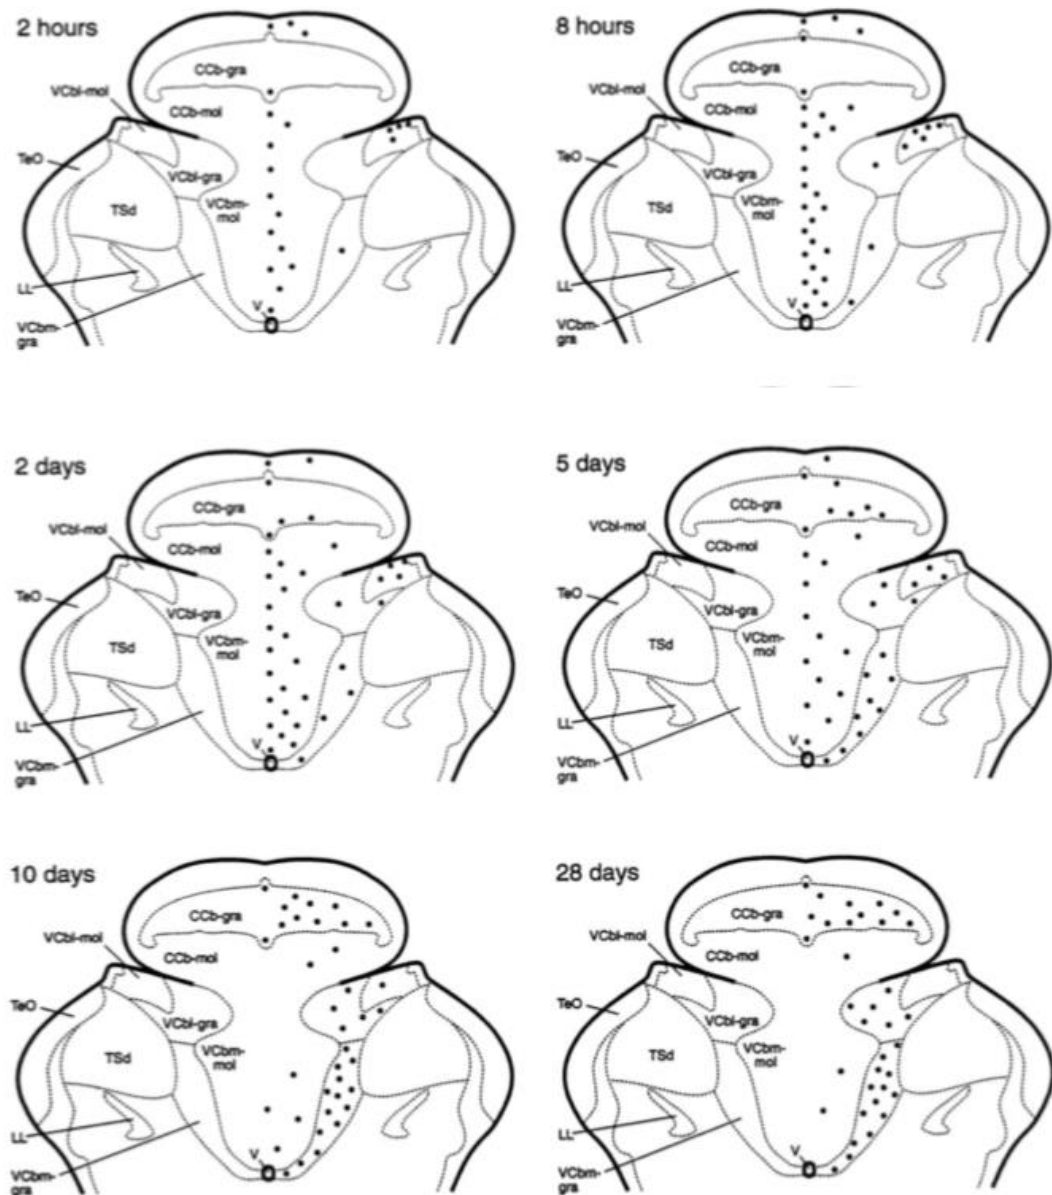 2 hours
CCb-gra
VCbl-mol
CCb-mol
TeO
VCbl-gra
VCbm-
mol
TSd
LL
V
VCbm-
gra
8 hours
CCb-gra
VCbl-mol
CCb-mol
TeO
VCbl-gra
VCbm-
mol
TSd
LL
V
VCbm-
gra
2 days
CCb-gra
VCbl-mol
CCb-mol
TeO
VCbl-gra
VCbm-
mol
TSd
LL
V
VCbm-
gra
5 days
CCb-gra
VCbl-mol
CCb-mol
TeO
VCbl-gra
VCbm-
mol
TSd
LL
V
VCbm-
gra
10 days
CCb-gra
VCbl-mol
CCb-mol
TeO
VCbl-gra
VCbm-
mol
TSd
LL
V
VCbm-
gra
28 days
CCb-gra
VCbl-mol
CCb-mol
TeO
VCbl-gra
VCbm-
mol
TSd
LL
V
VCbm-
gra